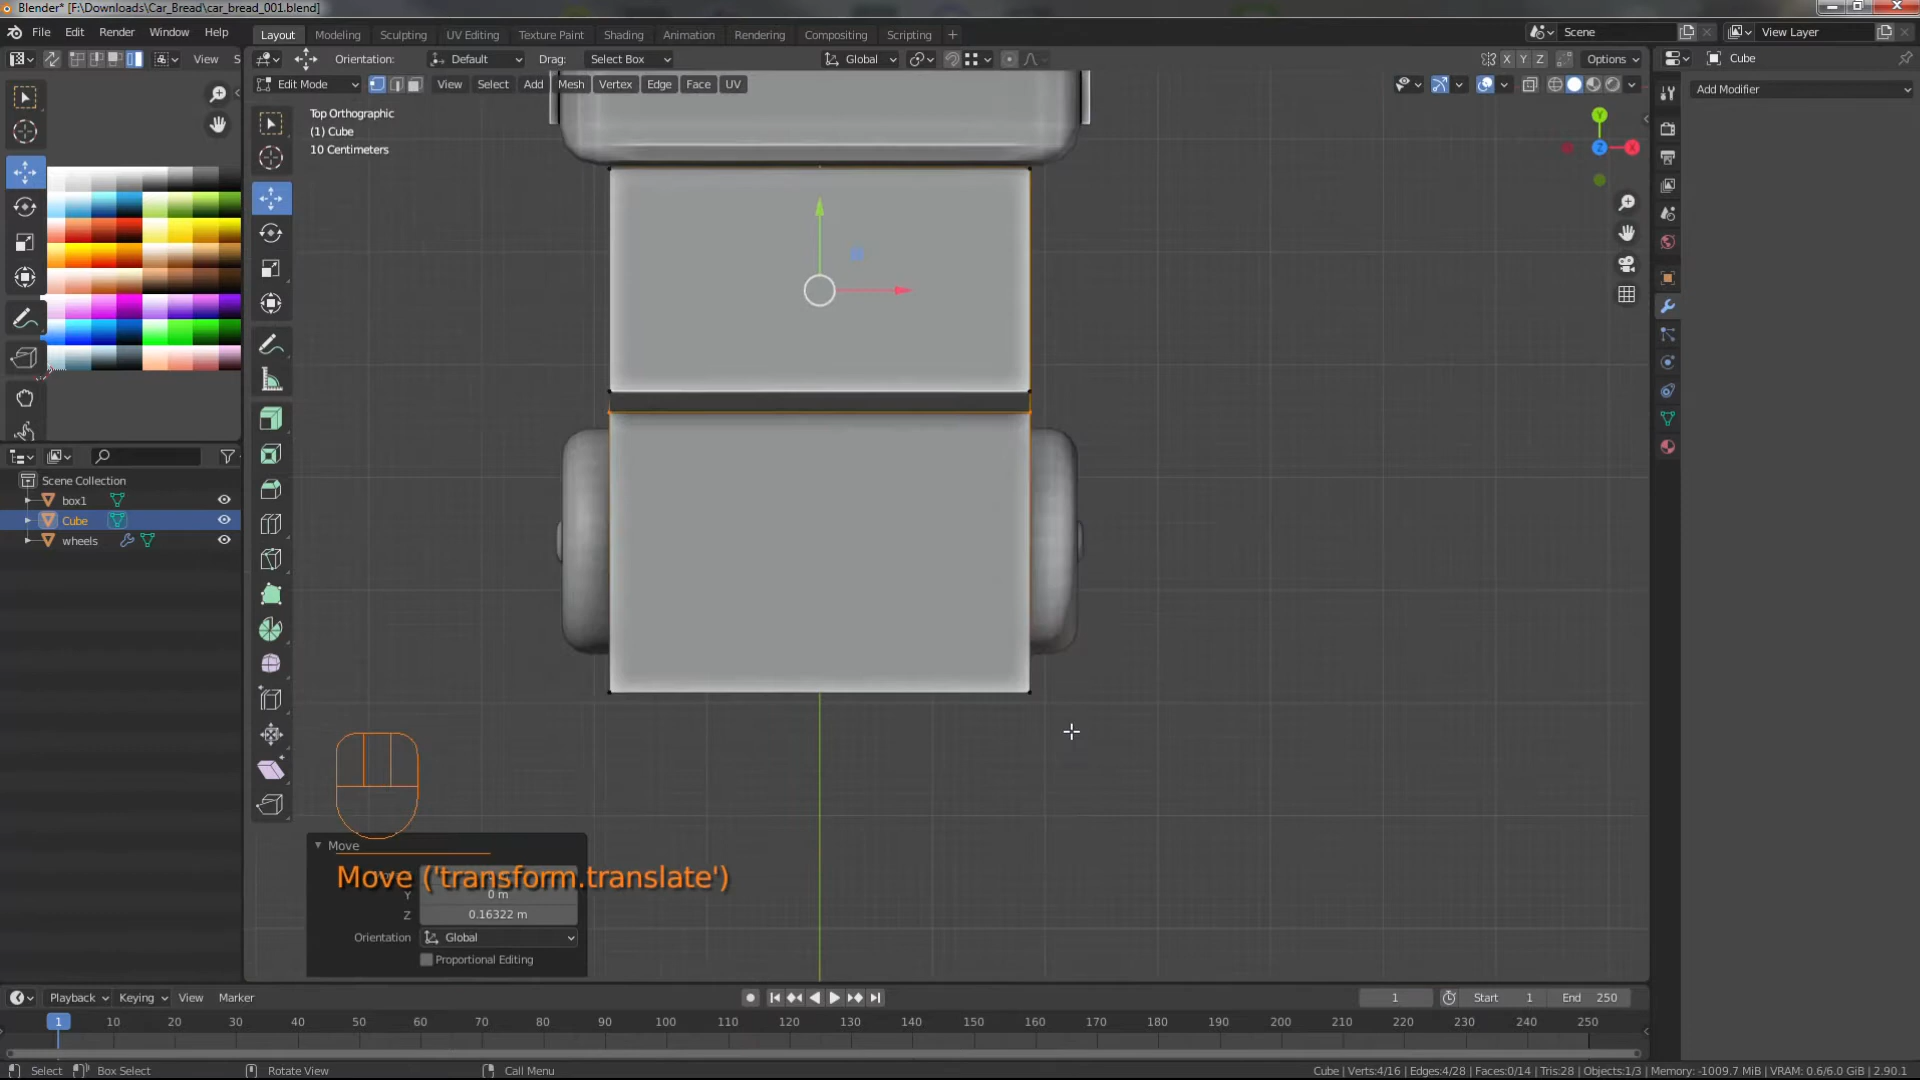 Blender* [F:\Downloads\Car_Bread\car_bread_001.blend]
File Edit Render Window Help
Layout Modeling Sculpting UV Editing Texture Paint Shading Animation Rendering Compositing Scripting
Scene
View Layer
View S
Orientation: Default Drag: Select Box
Global
X Y Z Options
Cube
Edit Mode View Select Add Mesh Vertex Edge Face UV
Add Modifier
Top Orthographic
(1) Cube
10 Centimeters
Y
X
Z
Scene Collection
box1
Cube
wheels
Move
Move ('transform.translate')
Y 0 m
Z 0.16322 m
Orientation Global
Proportional Editing
Playback Keying View Marker
1 Start 1 End 250
1 10 20 30 40 50 60 70 80 90 100 110 120 130 140 150 160 170 180 190 200 210 220 230 240 250
Select Box Select Rotate View Call Menu
Cube | Verts:4/16 | Edges:4/28 | Faces:0/14 | Tris:28 | Objects:1/3 | Memory: -1009.7 MiB | VRAM: 0.6/6.0 GiB | 2.90.1